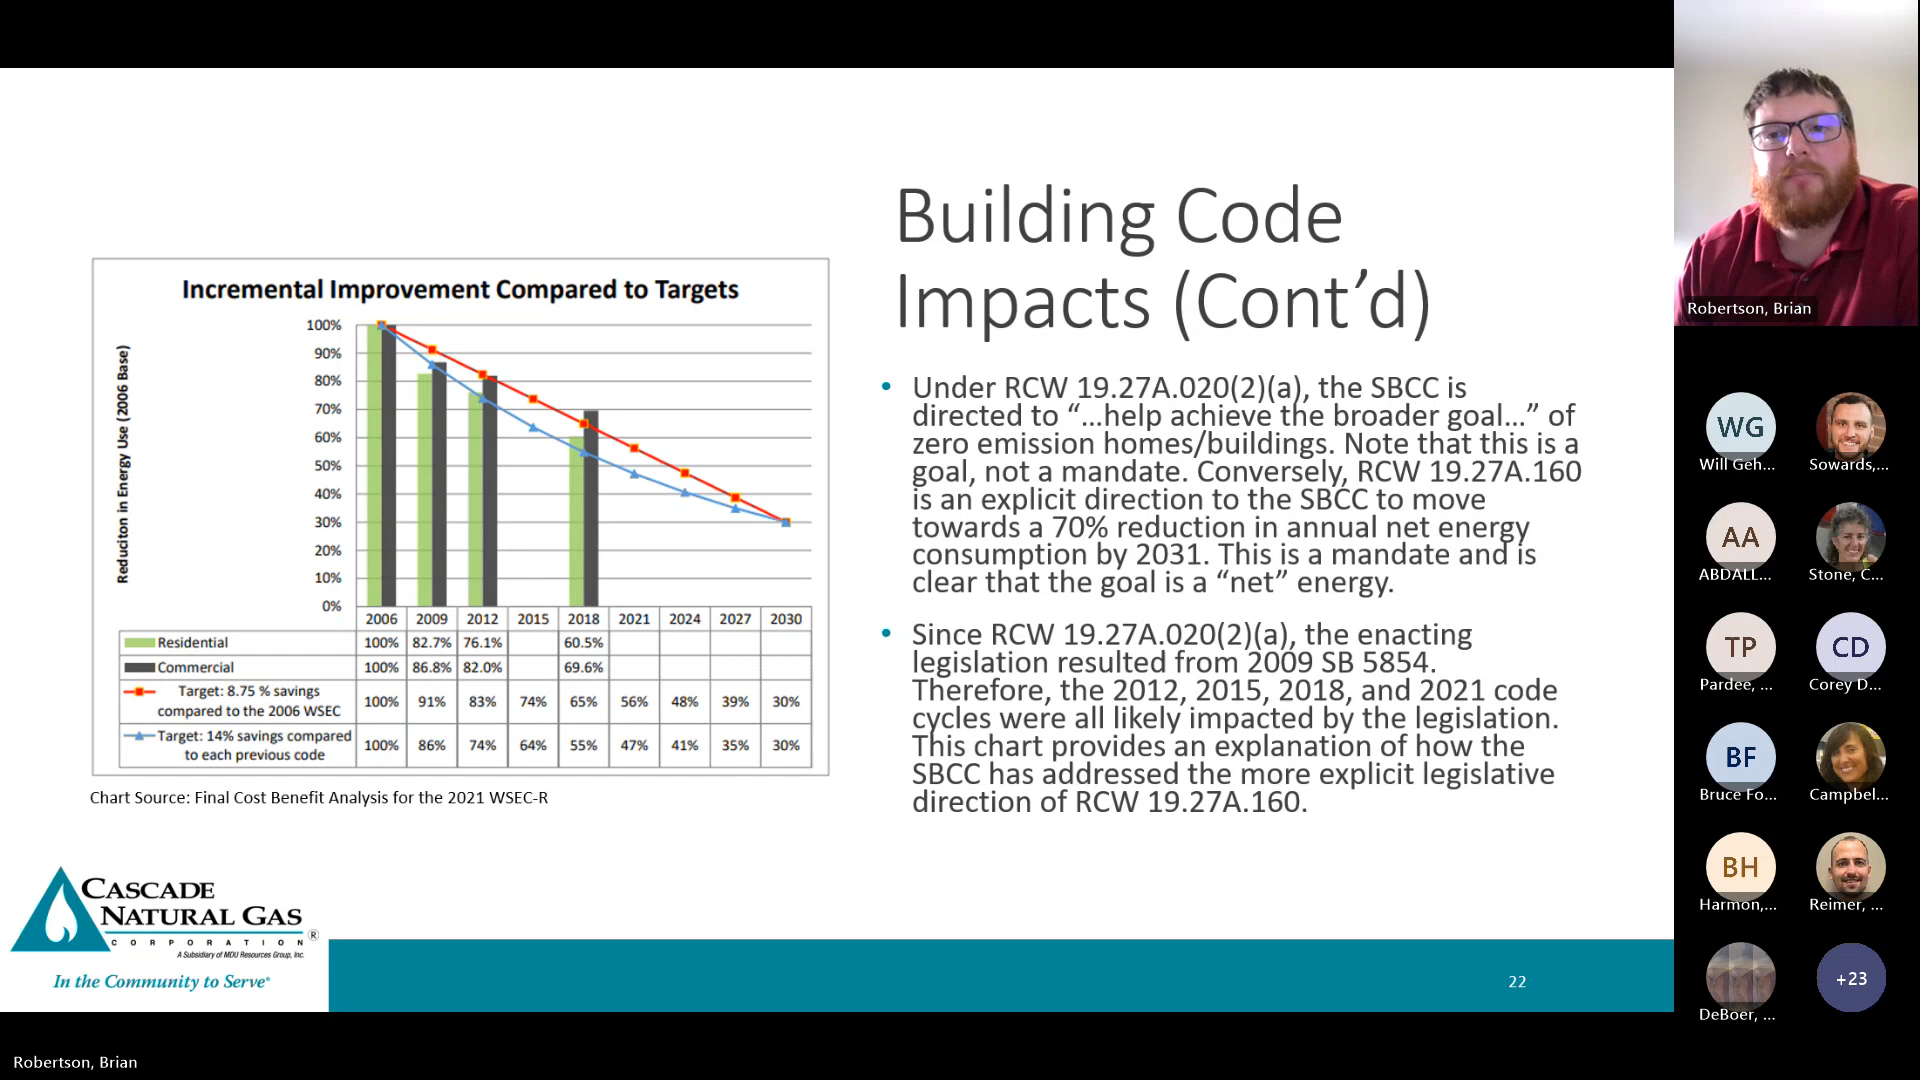 Building Code
Impacts (Cont’d)
Incremental Improvement Compared to Targets
Reduciton in Energy Use (2006 Base)
100%
90%
80%
70%
60%
50%
40%
30%
20%
10%
0%
2006 2009 2012 2015 2018 2021 2024 2027 2030
Residential 100% 82.7% 76.1% 60.5%
Commercial 100% 86.8% 82.0% 69.6%
Target: 8.75 % savings
compared to the 2006 WSEC 100% 91% 83% 74% 65% 56% 48% 39% 30%
Target: 14% savings compared
to each previous code 100% 86% 74% 64% 55% 47% 41% 35% 30%
Chart Source: Final Cost Benefit Analysis for the 2021 WSEC-R
• Under RCW 19.27A.020(2)(a), the SBCC is
directed to “…help achieve the broader goal…” of
zero emission homes/buildings. Note that this is a
goal, not a mandate. Conversely, RCW 19.27A.160
is an explicit direction to the SBCC to move
towards a 70% reduction in annual net energy
consumption by 2031. This is a mandate and is
clear that the goal is a “net” energy.
• Since RCW 19.27A.020(2)(a), the enacting
legislation resulted from 2009 SB 5854.
Therefore, the 2012, 2015, 2018, and 2021 code
cycles were all likely impacted by the legislation.
This chart provides an explanation of how the
SBCC has addressed the more explicit legislative
direction of RCW 19.27A.160.
CASCADE
NATURAL GAS
CORPORATION ®
A Subsidiary of MDU Resources Group, Inc.
In the Community to Serve®
22
Robertson, Brian
WG
Will Geh...
Sowards,...
AA
ABDALL...
Stone, C...
TP
Pardee, ...
CD
Corey D...
BF
Bruce Fo...
Campbel...
BH
Harmon,...
Reimer, ...
DeBoer, ...
+23
Robertson, Brian